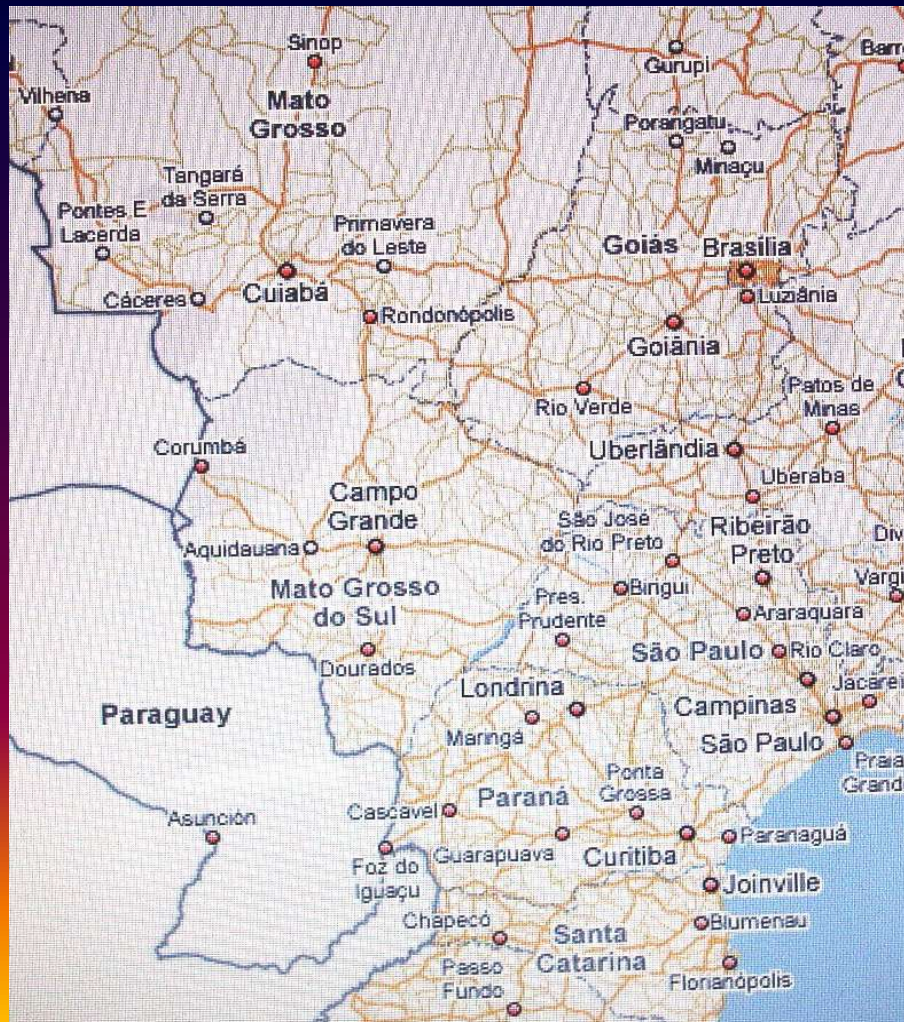 Sinop
Gurupi
Barr
Vilhena
Mato
Grosso
Porangatu
Minaçu
Tangará
da Serra
Pontes E
Lacerda
Primavera
do Leste
Goiás
Brasília
Cáceres
Cuiabá
Luziânia
Rondonópolis
Goiânia
Rio Verde
Patos de
Minas
Corumbá
Uberlândia
Uberaba
Campo
Grande
São José
do Rio Preto
Ribeirão
Preto
Div
Aquidauana
Mato Grosso
do Sul
Birigui
Vargi
Pres.
Prudente
Araraquara
Dourados
São Paulo
Rio Claro
Londrina
Jacareí
Paraguay
Maringá
Campinas
São Paulo
Praia
Grand
Ponta
Grossa
Paraná
Cascavel
Asunción
Guarapuava
Curitiba
Paranaguá
Foz do
Iguaçu
Joinville
Chapecó
Blumenau
Santa
Catarina
Passo
Fundo
Florianópolis